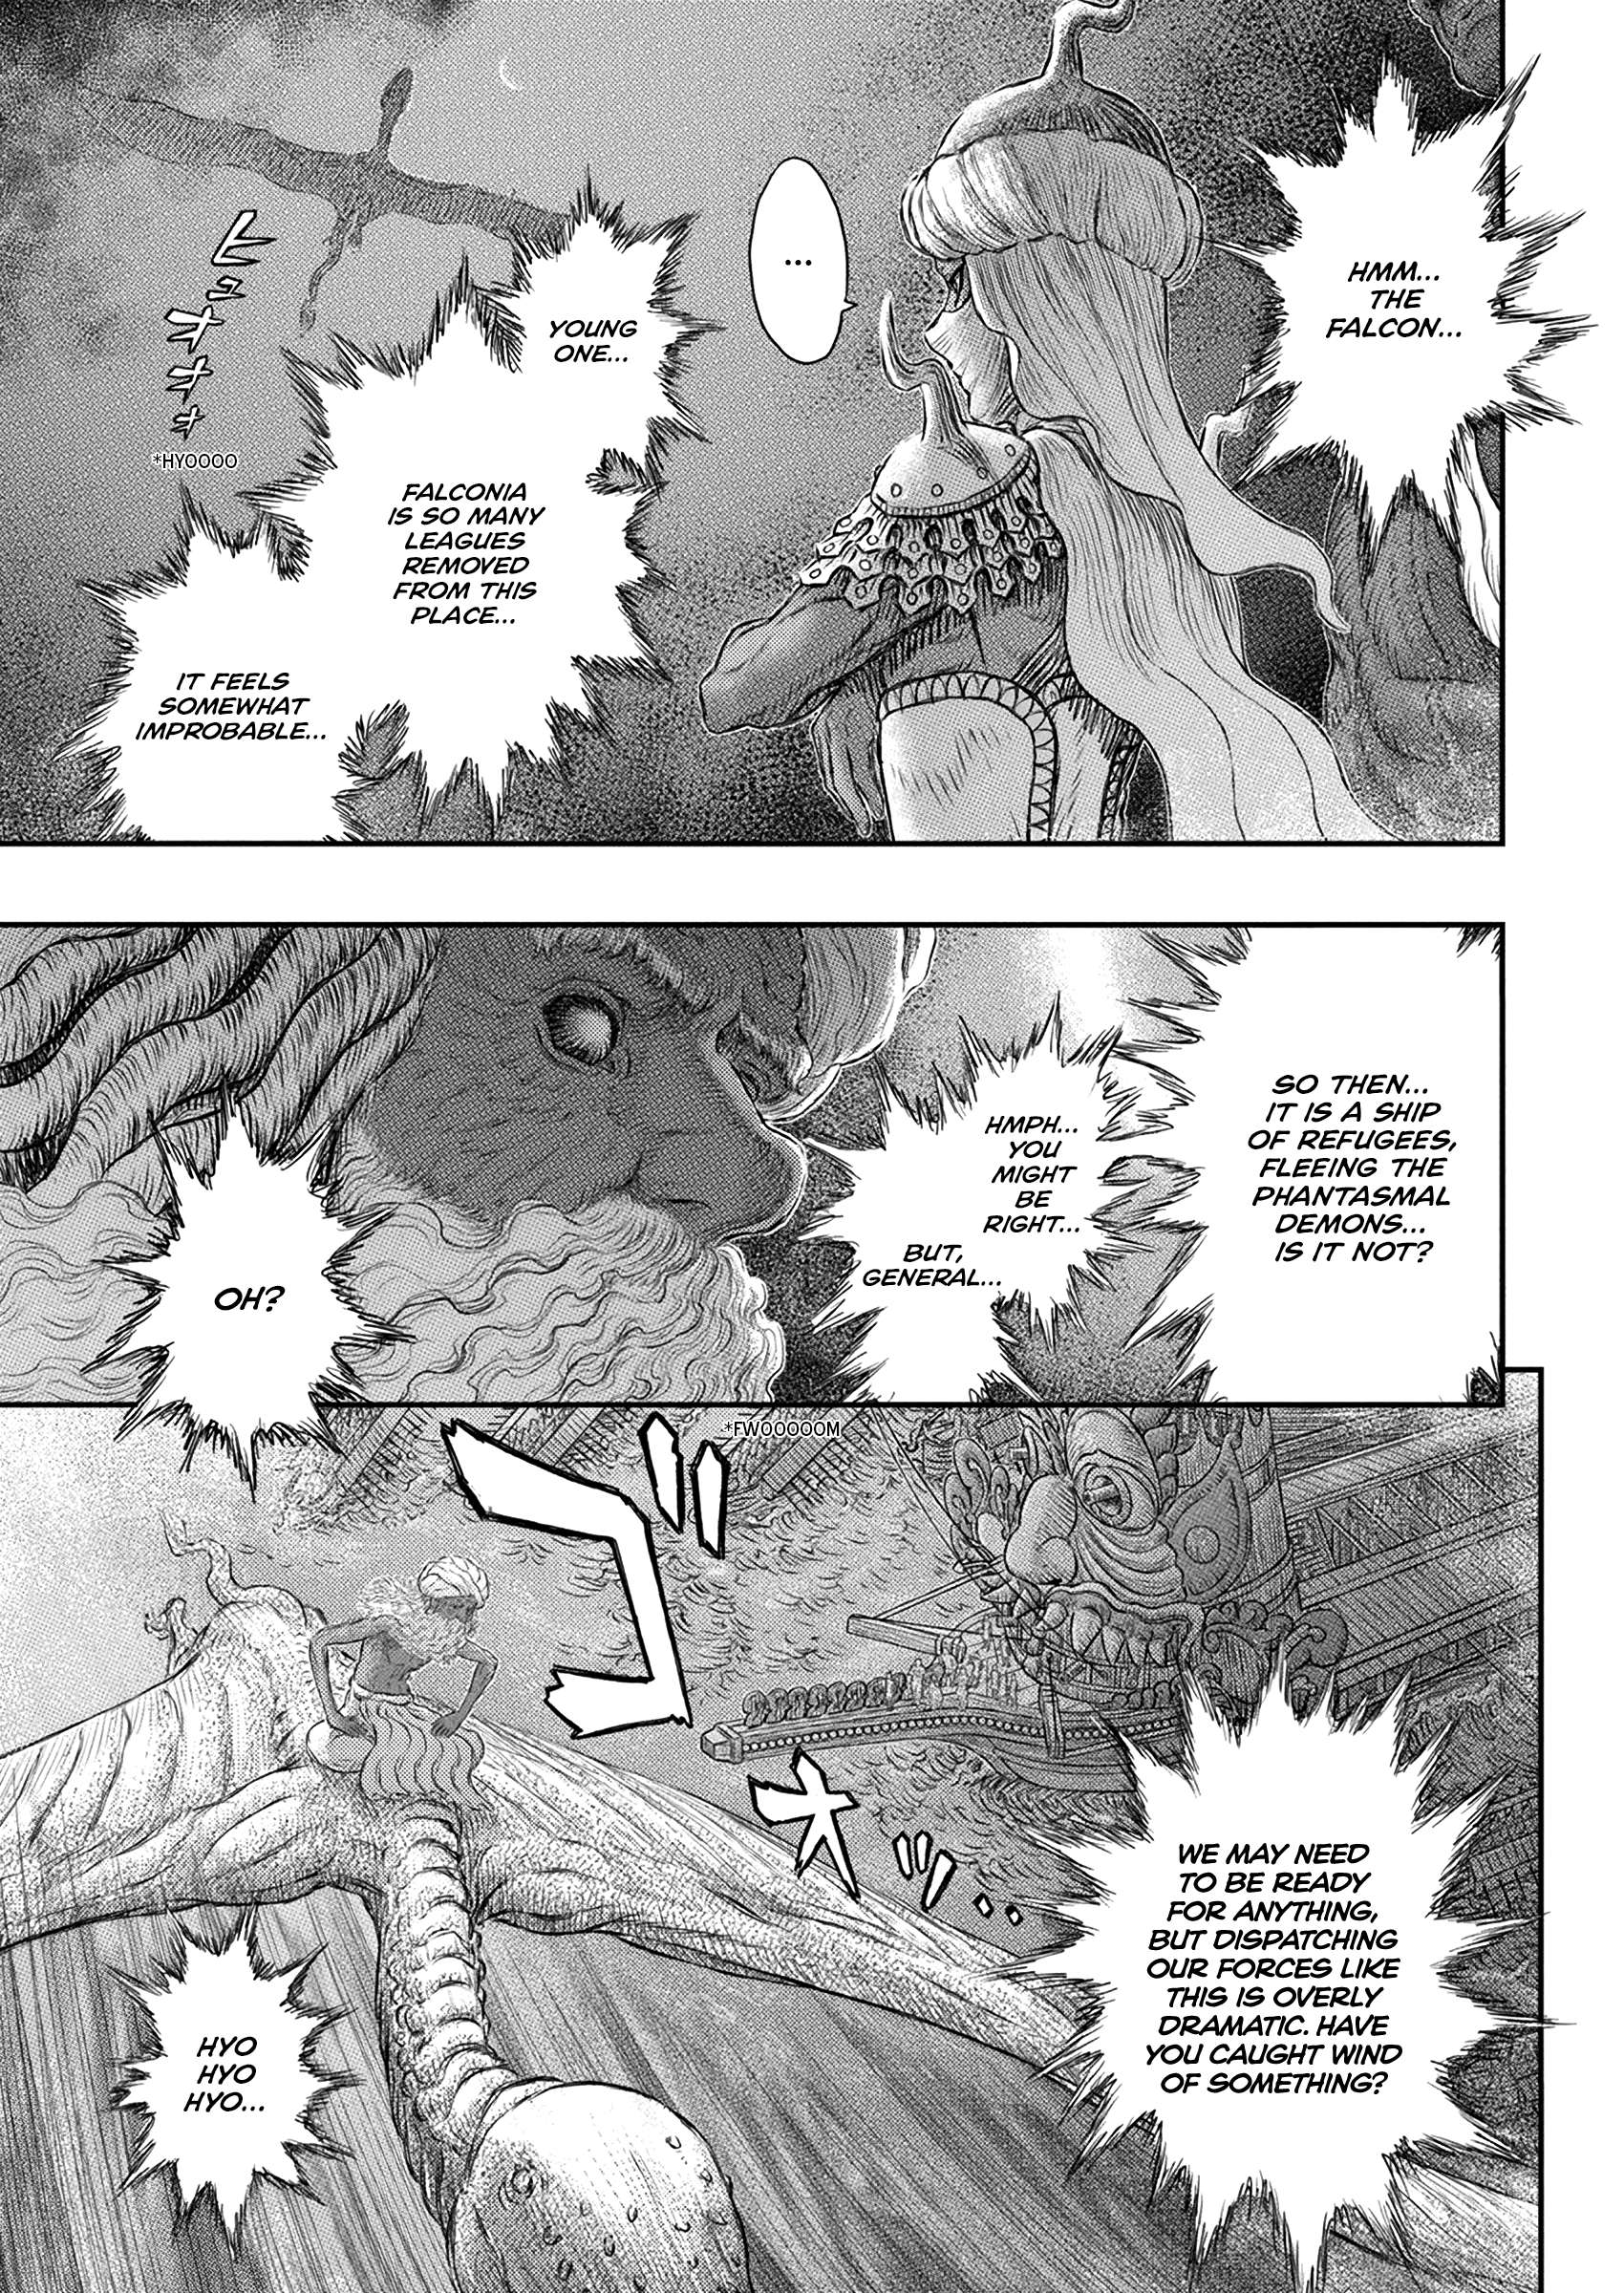 HMM...
THE
FALCON...
...
YOUNG
ONE...
FALCONIA
IS SO MANY
LEAGUES
REMOVED
FROM THIS
PLACE...
IT FEELS
SOMEWHAT
IMPROBABLE...
ヒュオオオ
*HYOOOO
SO THEN...
IT IS A SHIP
OF REFUGEES,
FLEEING THE
PHANTASMAL
DEMONS...
IS IT NOT?
HMPH...
YOU
MIGHT
BE
RIGHT...
BUT,
GENERAL...
OH?
*FWOOOOOM
ゴオッ
WE MAY NEED
TO BE READY
FOR ANYTHING,
BUT DISPATCHING
OUR FORCES LIKE
THIS IS OVERLY
DRAMATIC. HAVE
YOU CAUGHT WIND
OF SOMETHING?
HYO
HYO
HYO...